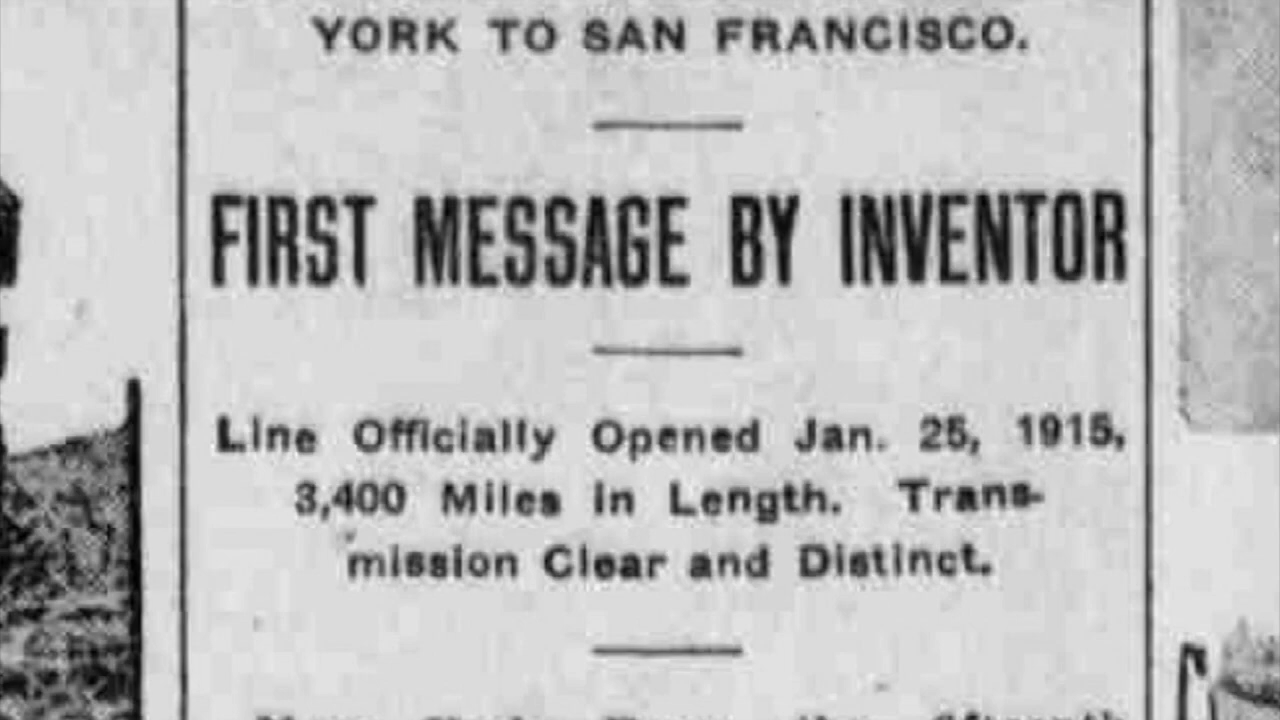 YORK TO SAN FRANCISCO.
FIRST MESSAGE BY INVENTOR
Line Officially Opened Jan. 25, 1915,
3,400 Miles in Length. Trans-
mission Clear and Distinct.